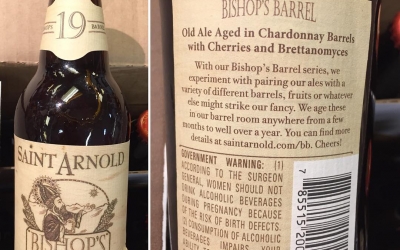 19
SAINT ARNOLD
BISHOP'S
BISHOP'S BARREL
Old Ale Aged in Chardonnay Barrels
with Cherries and Brettanomyces
With our Bishop's Barrel series, we
experiment with pairing our ales with a
variety of different barrels, fruits or whatever
else might strike our fancy. We age these
in our barrel room anywhere from a few
months to well over a year. You can find more
details at saintarnold.com/bb. Cheers!
GOVERNMENT WARNING: (1)
ACCORDING TO THE SURGEON
GENERAL, WOMEN SHOULD NOT
DRINK ALCOHOLIC BEVERAGES
DURING PREGNANCY BECAUSE
OF THE RISK OF BIRTH DEFECTS.
(2) CONSUMPTION OF ALCOHOLIC
BEVERAGES IMPAIRS YOUR
7 85515 200